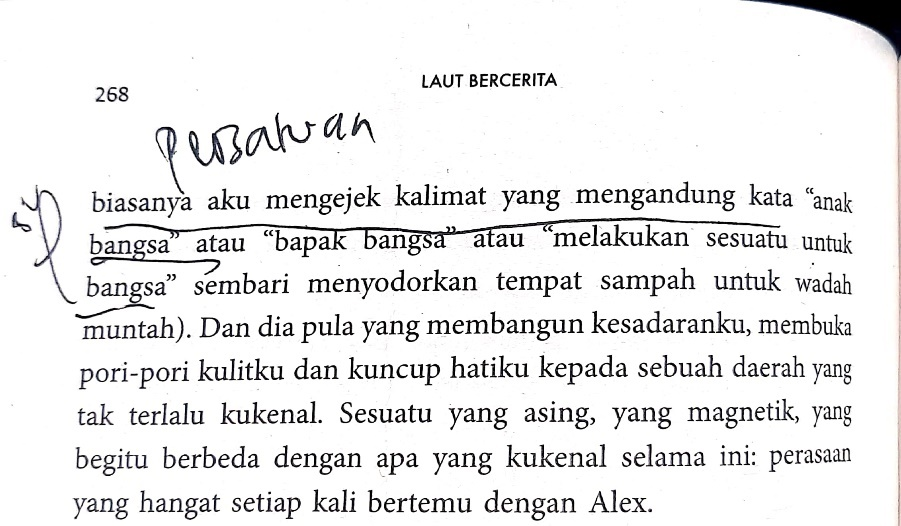 268
LAUT BERCERITA
Persatuan
biasanya aku mengejek kalimat yang mengandung kata “anak
bangsa” atau “bapak bangsa” atau “melakukan sesuatu untuk
bangsa” sembari menyodorkan tempat sampah untuk wadah
muntah). Dan dia pula yang membangun kesadaranku, membuka
pori-pori kulitku dan kuncup hatiku kepada sebuah daerah yang
tak terlalu kukenal. Sesuatu yang asing, yang magnetik, yang
begitu berbeda dengan apa yang kukenal selama ini: perasaan
yang hangat setiap kali bertemu dengan Alex.